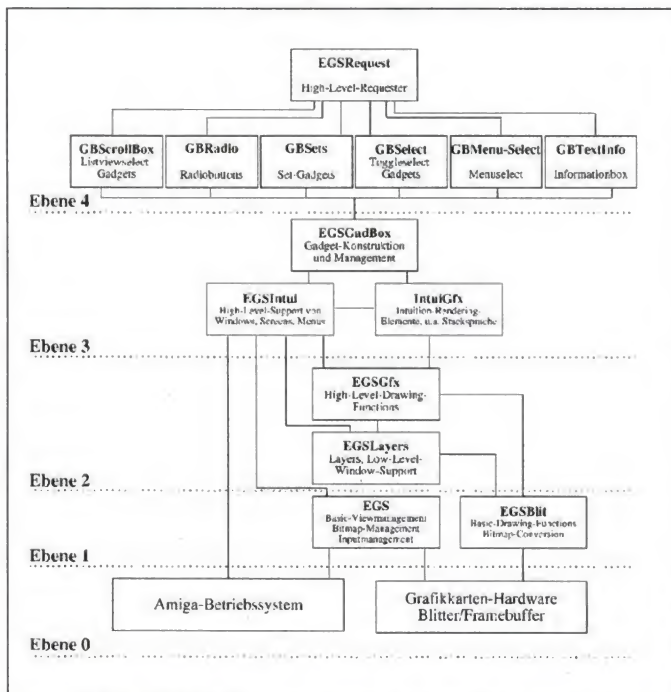 EGSRequest
High-Level-Requester
GBScrollBox
Listviewselect
Gadgets
GBRadio
Radiobuttons
GBSets
Set-Gadgets
GBSelect
Toggleselect
Gadgets
GBMenu-Select
Menuselect
GBTextInfo
Informationbox
Ebene 4
EGSGadBox
Gadget-Konstruktion
und Management
EGSIntui
High-Level-Support von
Windows, Screens, Menus
IntuiGfx
Intuition-Rendering-
Elemente, u.a. Stacksprache
Ebene 3
EGSGfx
High-Level-Drawing-
Functions
EGSLayers
Layers, Low-Level-
Window-Support
Ebene 2
EGS
Basic-Viewmanagement
Bitmap-Management
Inputmanagement
EGSBlit
Basic-Drawing-Functions
Bitmap-Conversion
Ebene 1
Amiga-Betriebssystem
Grafikkarten-Hardware
Blitter/Framebuffer
Ebene 0